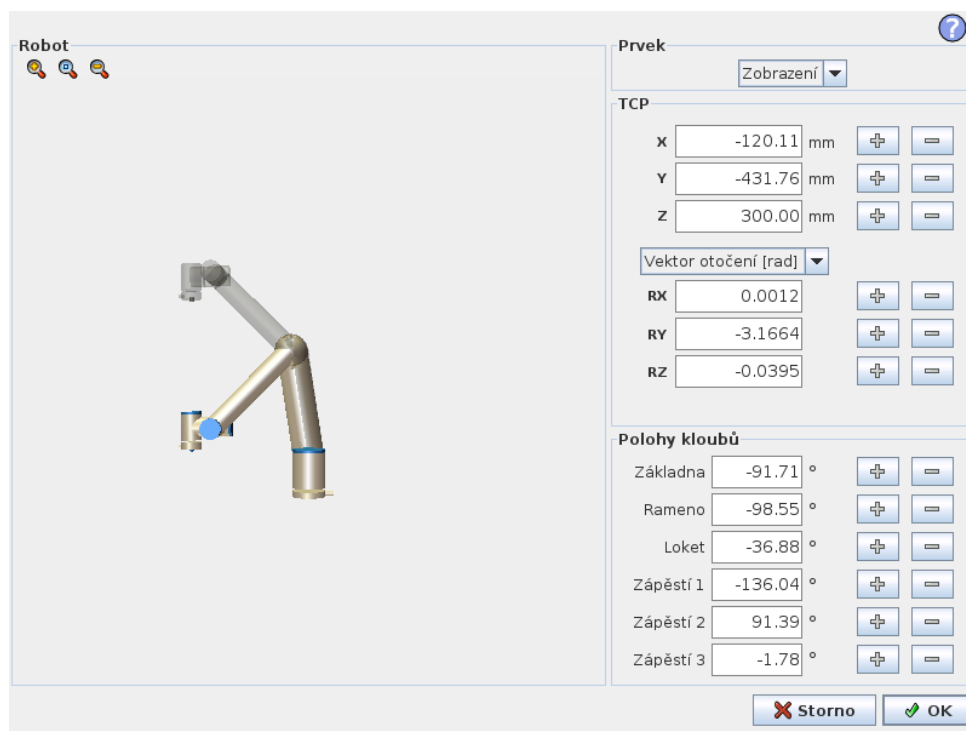 ?
Robot
Prvek
Zobrazení
TCP
X -120.11 mm
Y -431.76 mm
Z 300.00 mm
Vektor otočení [rad]
RX 0.0012
RY -3.1664
RZ -0.0395
Polohy kloubů
Základna -91.71 °
Rameno -98.55 °
Loket -36.88 °
Zápěstí 1 -136.04 °
Zápěstí 2 91.39 °
Zápěstí 3 -1.78 °
Storno OK